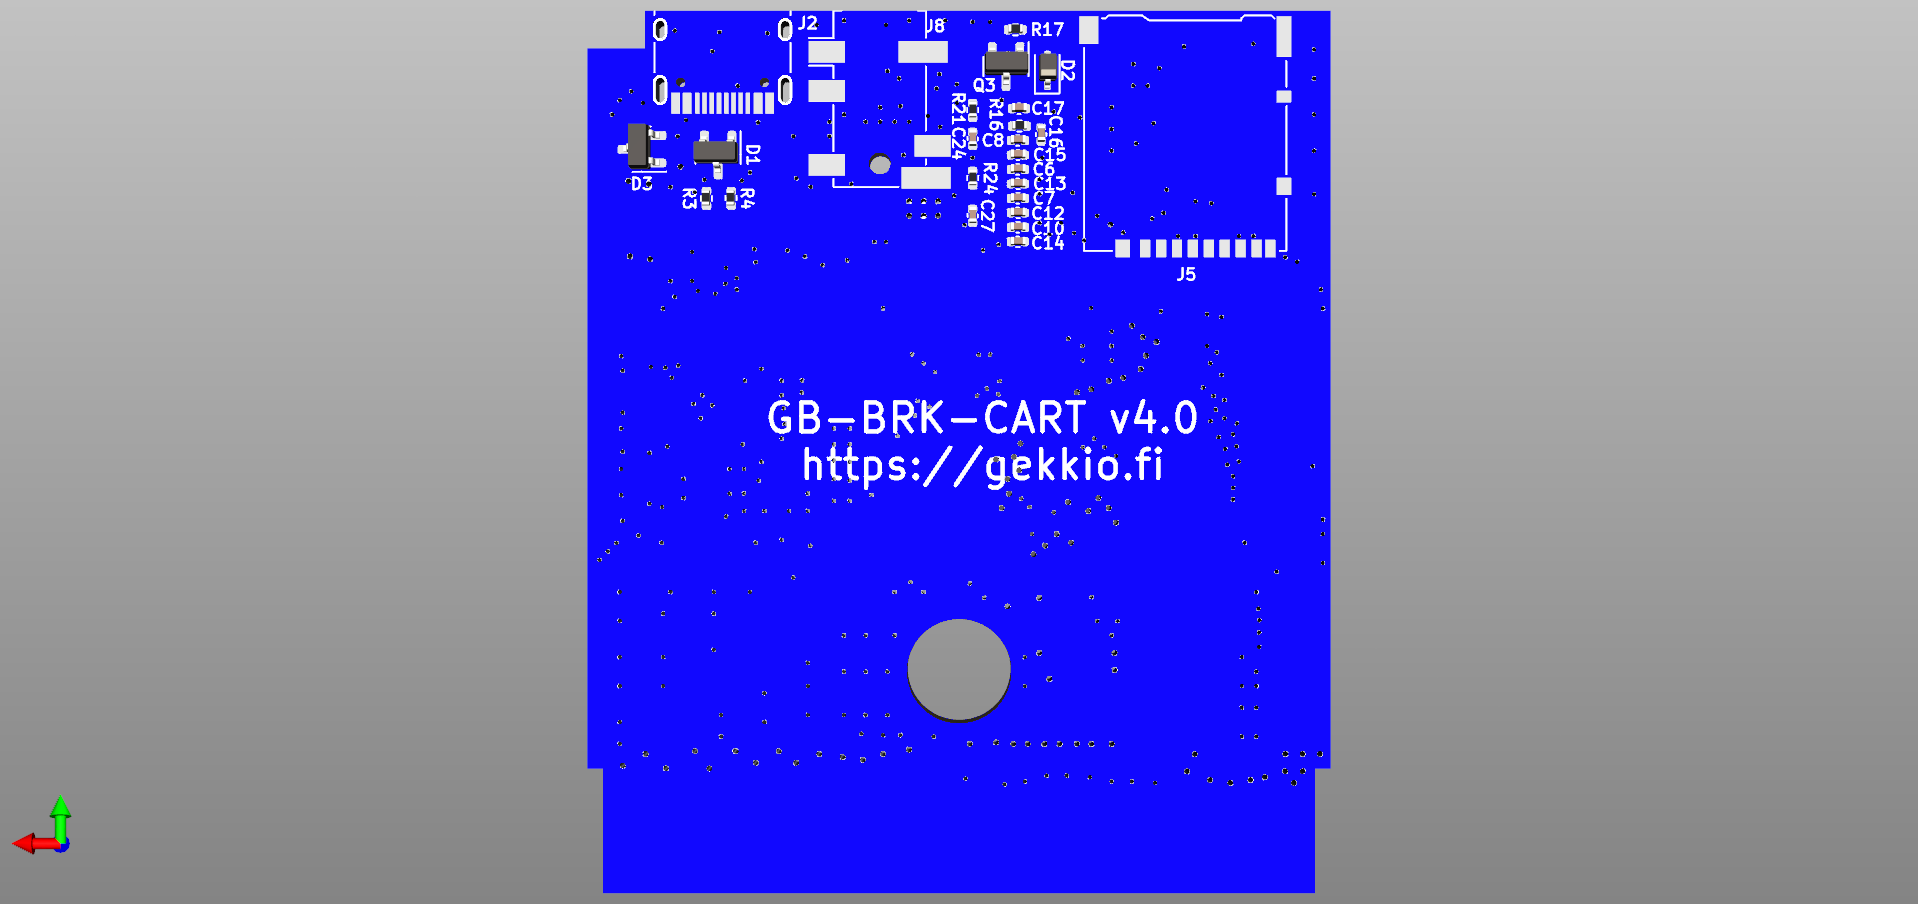 J2
J8
R17
D2
Q3
R21
R16
C17
C16
C24
C8
C15
D1
D3
C6
R24
C13
R3
R4
C7
C27
C12
C10
C14
J5
GB-BRK-CART v4.0
https://gekkio.fi